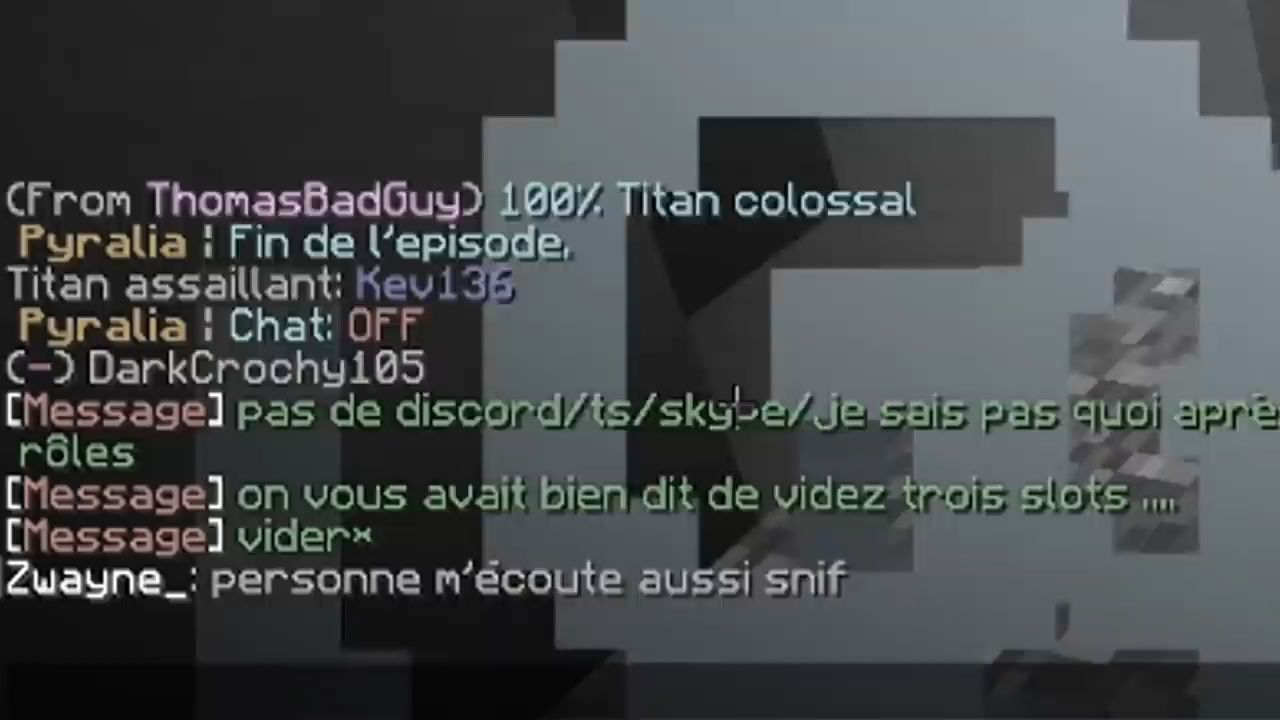 (From ThomasBadGuy) 100% Titan colossal
Pyralia ¦ Fin de l'episode.
Titan assaillant: Kev136
Pyralia ¦ Chat: OFF
(-) DarkCrochy105
[Message] pas de discord/ts/skype/.je sais pas quoi aprè
rôles
[Message] on vous avait bien dit de videz trois slots ....
[Message] vider*
Zwayne_: personne m'écoute aussi snif